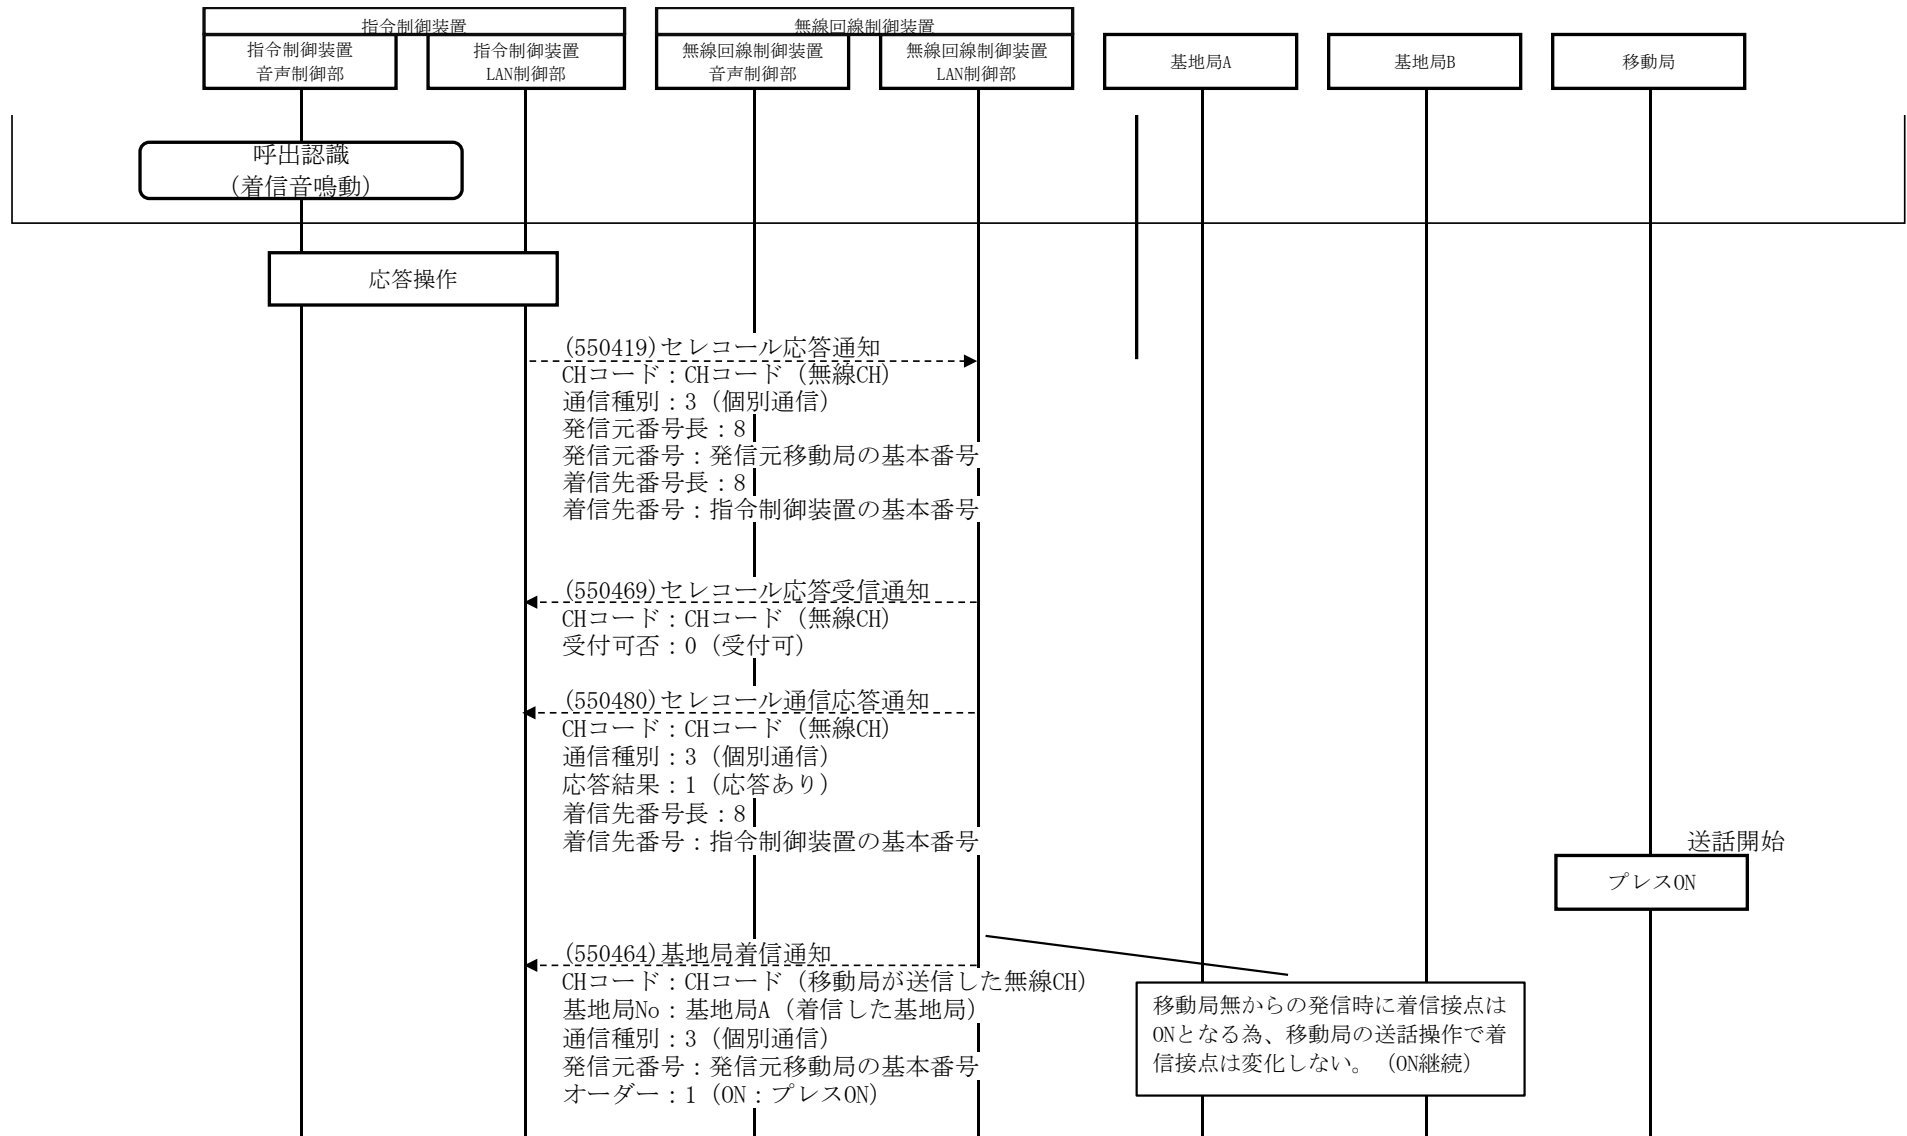 指令制御装置
無線回線制御装置
指令制御装置
音声制御部
指令制御装置
LAN制御部
無線回線制御装置
音声制御部
無線回線制御装置
LAN制御部
基地局A
基地局B
移動局
呼出認識
(着信音鳴動)
応答操作
(550419)セレコール応答通知
CHコード：CHコード（無線CH）
通信種別：3（個別通信）
発信元番号長：8
発信元番号：発信元移動局の基本番号
着信先番号長：8
着信先番号：指令制御装置の基本番号
(550469)セレコール応答受信通知
CHコード：CHコード（無線CH）
受付可否：0（受付可）
(550480)セレコール通信応答通知
CHコード：CHコード（無線CH）
通信種別：3（個別通信）
応答結果：1（応答あり）
着信先番号長：8
着信先番号：指令制御装置の基本番号
送話開始
プレスON
(550464)基地局着信通知
CHコード：CHコード（移動局が送信した無線CH）
基地局No：基地局A（着信した基地局）
通信種別：3（個別通信）
発信元番号：発信元移動局の基本番号
オーダー：1（ON：プレスON）
移動局無からの発信時に着信接点は
ONとなる為、移動局の送話操作で着
信接点は変化しない。（ON継続）